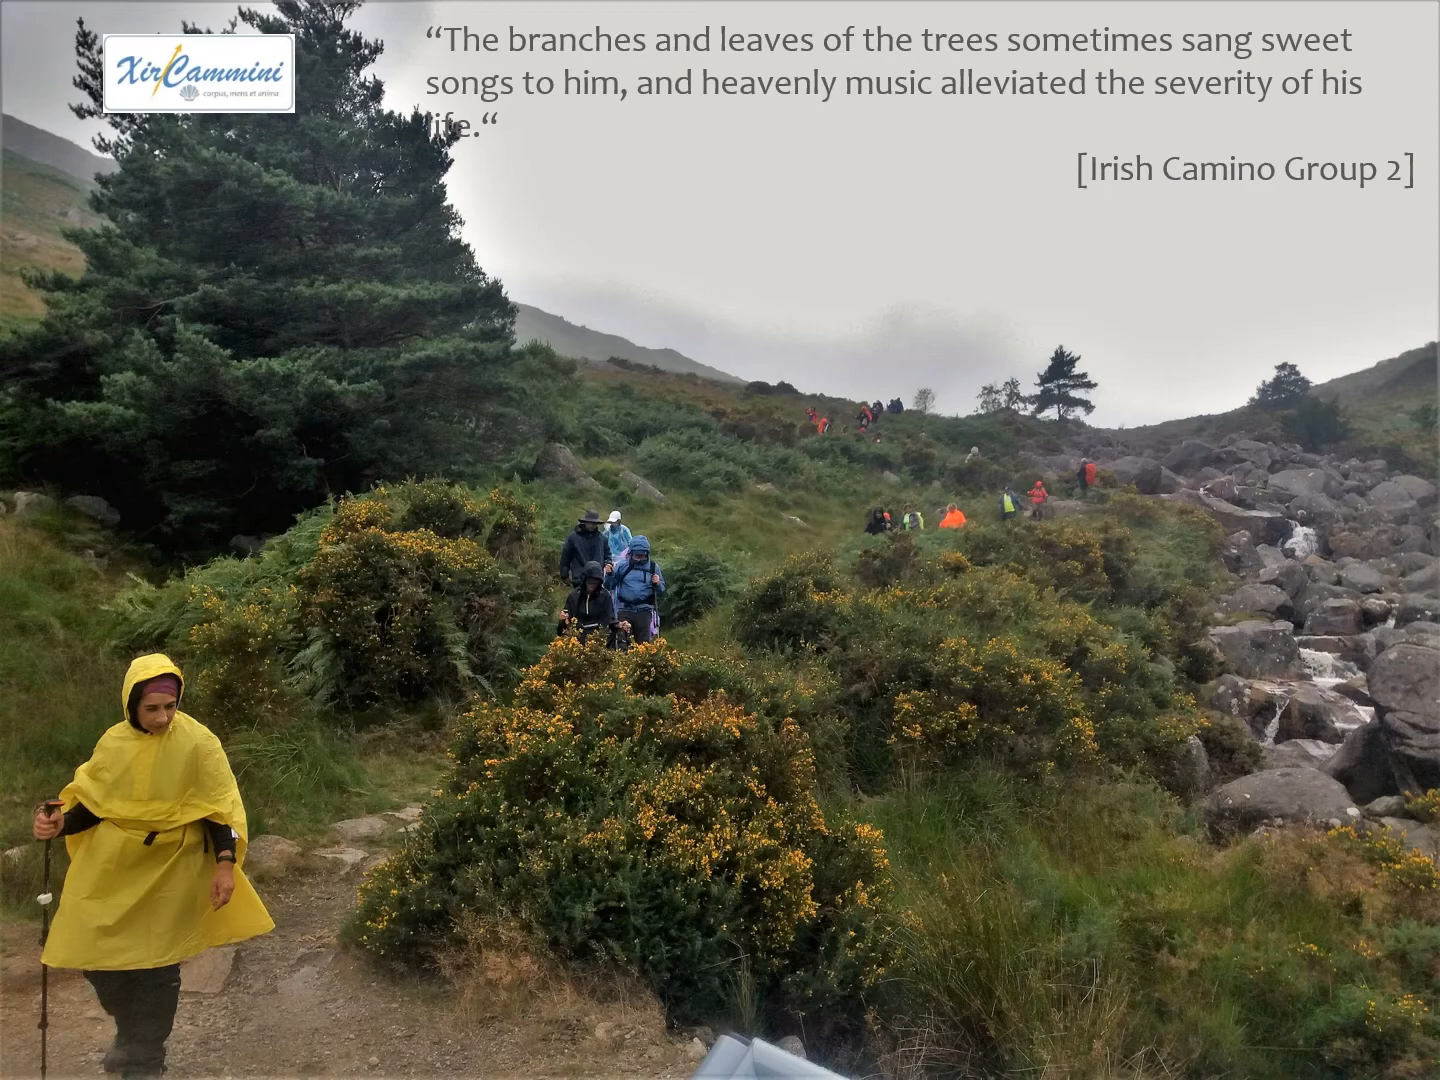 XirCammini
corpus, mens et anima
“The branches and leaves of the trees sometimes sang sweet
songs to him, and heavenly music alleviated the severity of his
life.“
[Irish Camino Group 2]